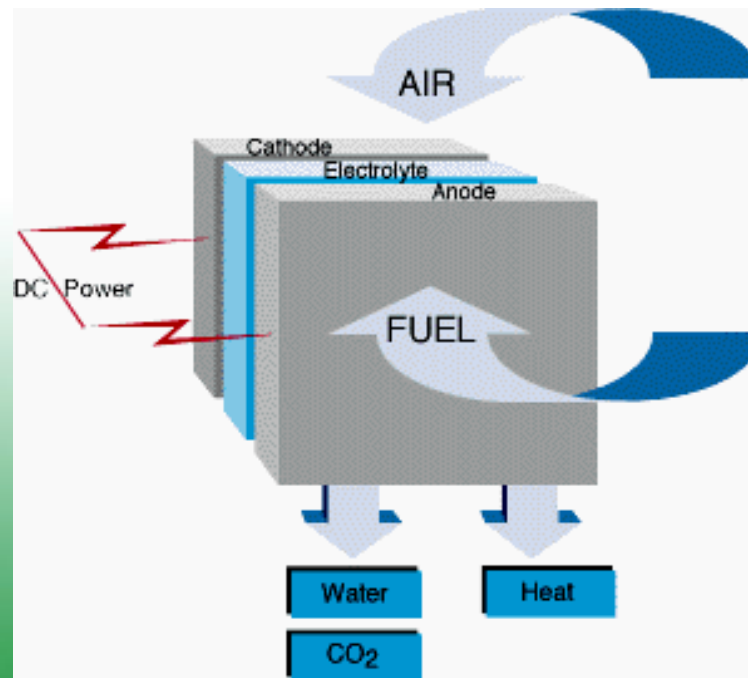 AIR
Cathode
Electrolyte
Anode
DC Power
FUEL
Water
Heat
CO₂